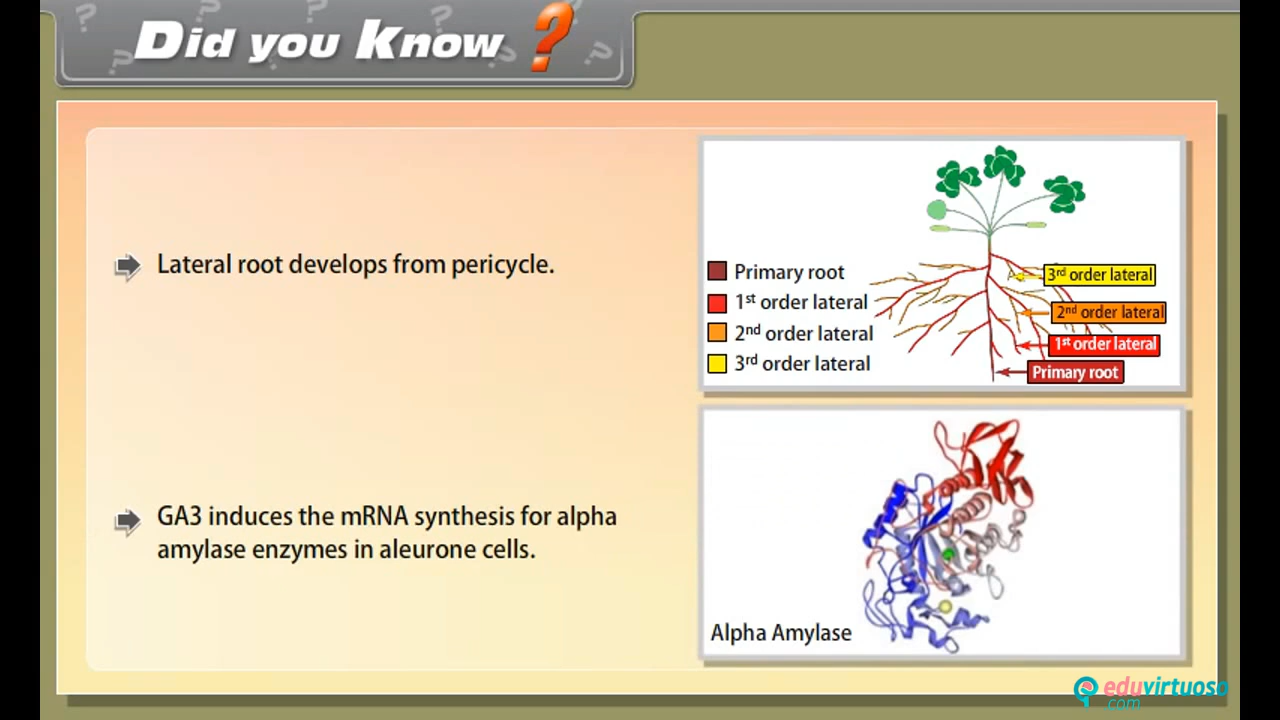 Did you Know ?
Lateral root develops from pericycle.
Primary root
1st order lateral
2nd order lateral
3rd order lateral
3rd order lateral
2nd order lateral
1st order lateral
Primary root
GA3 induces the mRNA synthesis for alpha
amylase enzymes in aleurone cells.
Alpha Amylase
eduvirtuoso
.com